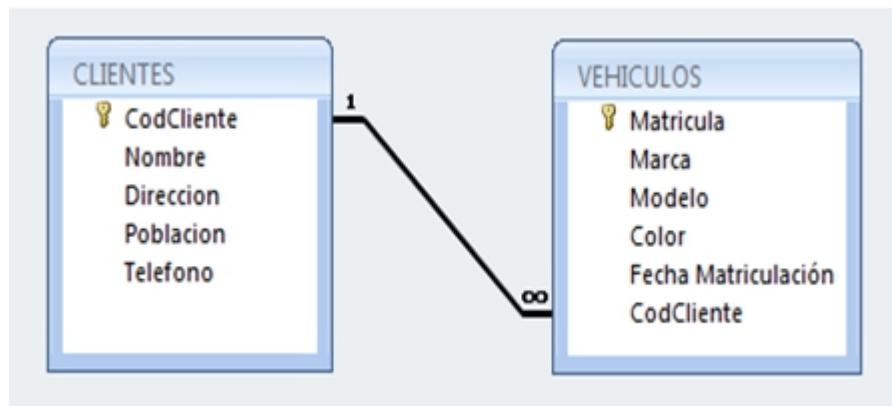 CLIENTES
CodCliente
Nombre
Direccion
Poblacion
Telefono
1
∞
VEHICULOS
Matricula
Marca
Modelo
Color
Fecha Matriculación
CodCliente